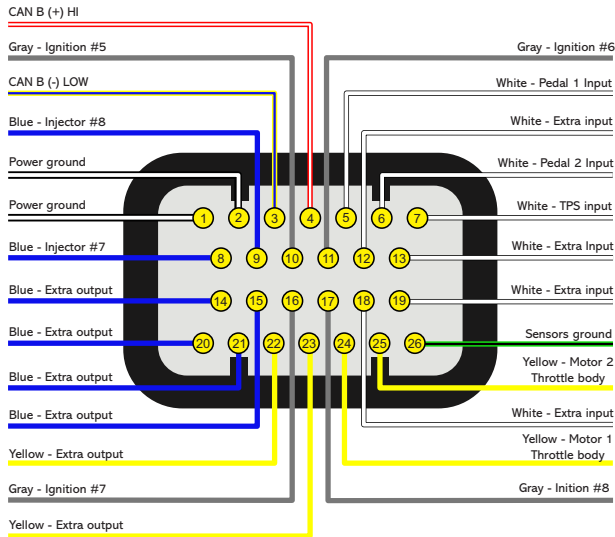 CAN B (+) HI
Gray - Ignition #5
Gray - Ignition #6
CAN B (-) LOW
White - Pedal 1 Input
Blue - Injector #8
White - Extra input
Power ground
White - Pedal 2 Input
Power ground
White - TPS input
1 2 3 4 5 6 7
Blue - Injector #7
White - Extra Input
8 9 10 11 12 13
Blue - Extra output
White - Extra input
14 15 16 17 18 19
Blue - Extra output
Sensors ground
20 21 22 23 24 25 26
Yellow - Motor 2
Throttle body
Blue - Extra output
Blue - Extra output
White - Extra input
Yellow - Extra output
Yellow - Motor 1
Throttle body
Gray - Ignition #7
Gray - Inition #8
Yellow - Extra output